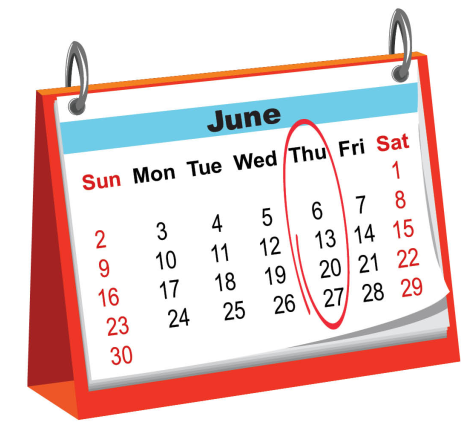 June
Sun Mon Tue Wed Thu Fri Sat
1
2 3 4 5 6 7 8
9 10 11 12 13 14 15
16 17 18 19 20 21 22
23 24 25 26 27 28 29
30